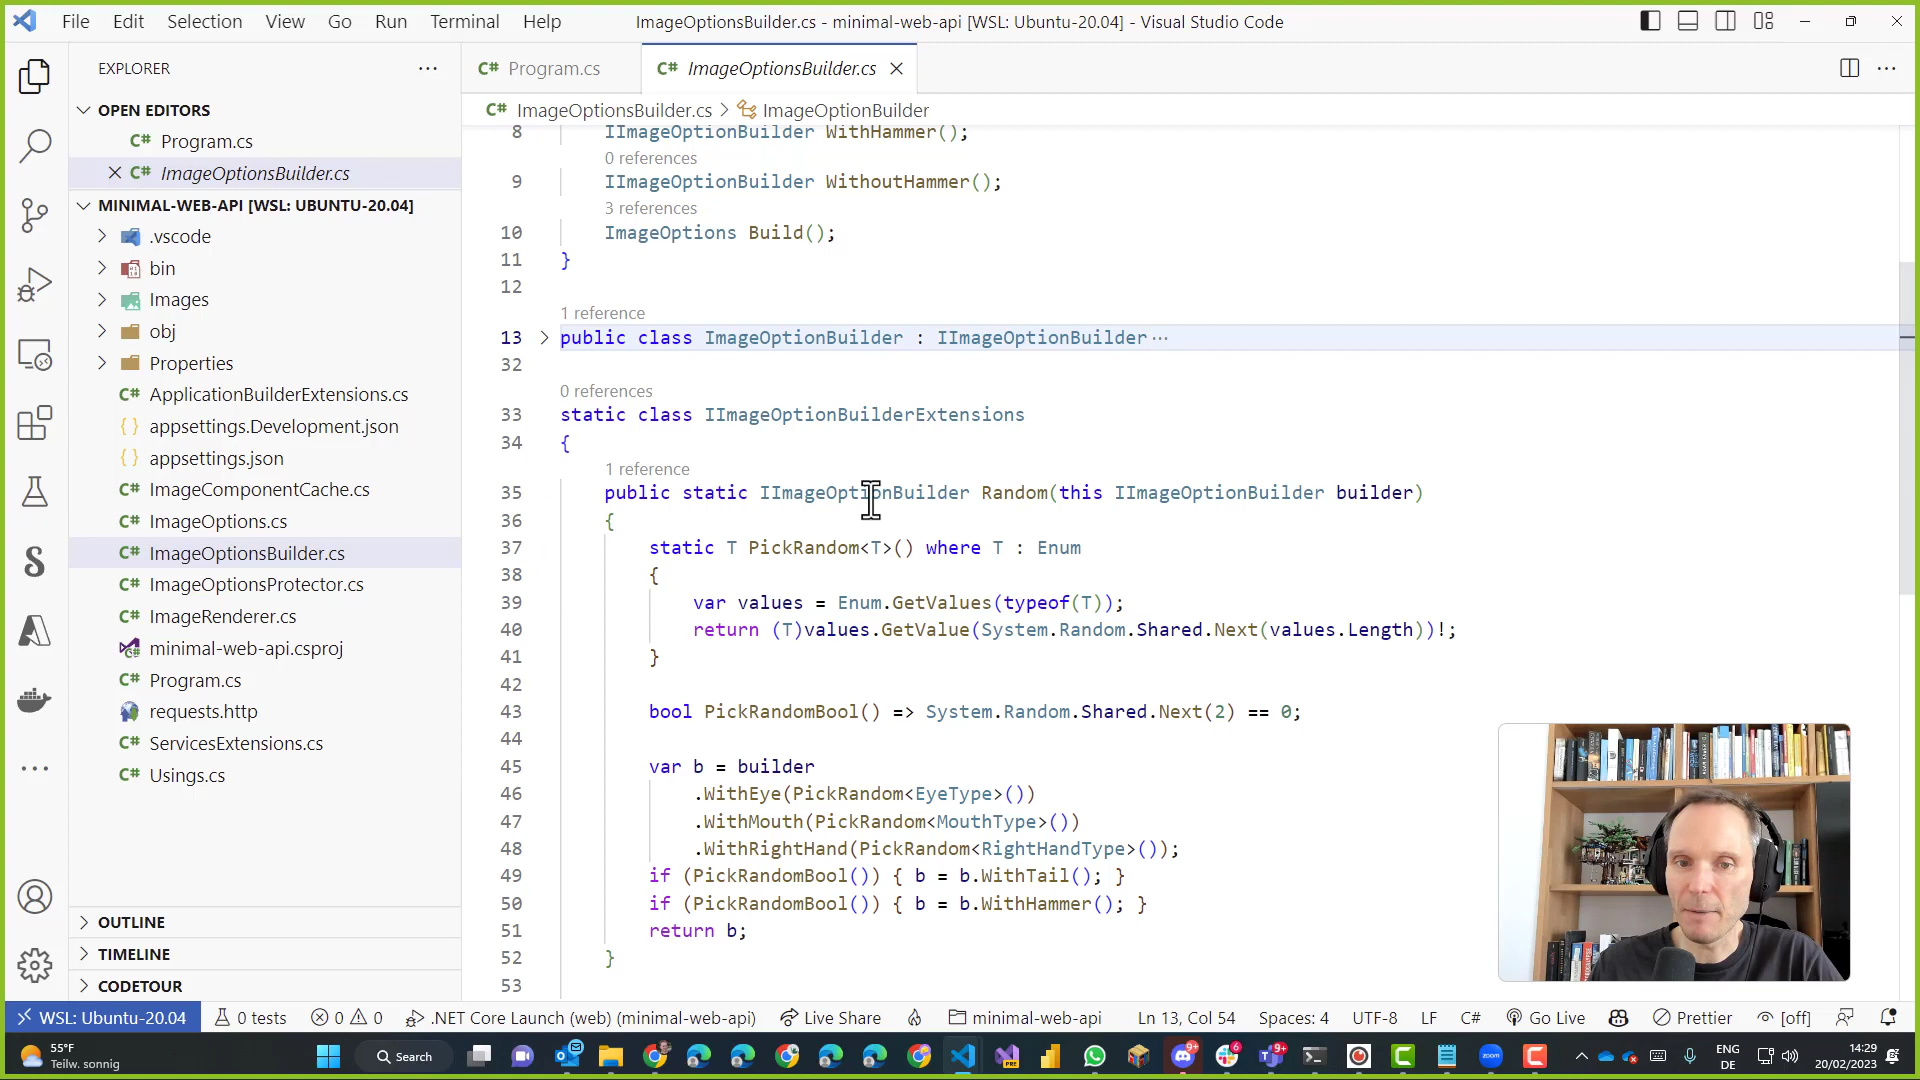 File Edit Selection View Go Run Terminal Help
ImageOptionsBuilder.cs - minimal-web-api [WSL: Ubuntu-20.04] - Visual Studio Code
EXPLORER
OPEN EDITORS
C# Program.cs
C# ImageOptionsBuilder.cs
MINIMAL-WEB-API [WSL: UBUNTU-20.04]
.vscode
bin
Images
obj
Properties
C# ApplicationBuilderExtensions.cs
{ } appsettings.Development.json
{ } appsettings.json
C# ImageComponentCache.cs
C# ImageOptions.cs
C# ImageOptionsBuilder.cs
C# ImageOptionsProtector.cs
C# ImageRenderer.cs
minimal-web-api.csproj
C# Program.cs
requests.http
C# ServicesExtensions.cs
C# Usings.cs
OUTLINE
TIMELINE
CODETOUR
C# Program.cs
C# ImageOptionsBuilder.cs
C# ImageOptionsBuilder.cs > ImageOptionBuilder
8 IImageOptionBuilder WithHammer();
0 references
9 IImageOptionBuilder WithoutHammer();
3 references
10 ImageOptions Build();
11 }
12
1 reference
13 public class ImageOptionBuilder : IImageOptionBuilder ···
32
0 references
33 static class IImageOptionBuilderExtensions
34 {
1 reference
35 public static IImageOptionBuilder Random(this IImageOptionBuilder builder)
36 {
37 static T PickRandom<T>() where T : Enum
38 {
39 var values = Enum.GetValues(typeof(T));
40 return (T)values.GetValue(System.Random.Shared.Next(values.Length))!;
41 }
42
43 bool PickRandomBool() => System.Random.Shared.Next(2) == 0;
44
45 var b = builder
46 .WithEye(PickRandom<EyeType>())
47 .WithMouth(PickRandom<MouthType>())
48 .WithRightHand(PickRandom<RightHandType>());
49 if (PickRandomBool()) { b = b.WithTail(); }
50 if (PickRandomBool()) { b = b.WithHammer(); }
51 return b;
52 }
53
WSL: Ubuntu-20.04 0 tests 0 0 .NET Core Launch (web) (minimal-web-api) Live Share minimal-web-api Ln 13, Col 54 Spaces: 4 UTF-8 LF C# Go Live Prettier [off]
55°F
Teilw. sonnig
Search
PRE
9+
6
9+
zoom
ENG
DE
14:29
20/02/2023